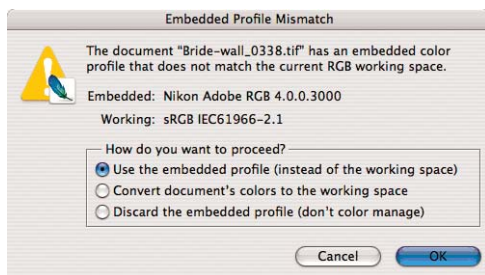 Embedded Profile Mismatch
The document "Bride-wall_0338.tif" has an embedded color
profile that does not match the current RGB working space.
Embedded: Nikon Adobe RGB 4.0.0.3000
Working: sRGB IEC61966-2.1
How do you want to proceed?
Use the embedded profile (instead of the working space)
Convert document's colors to the working space
Discard the embedded profile (don't color manage)
Cancel OK